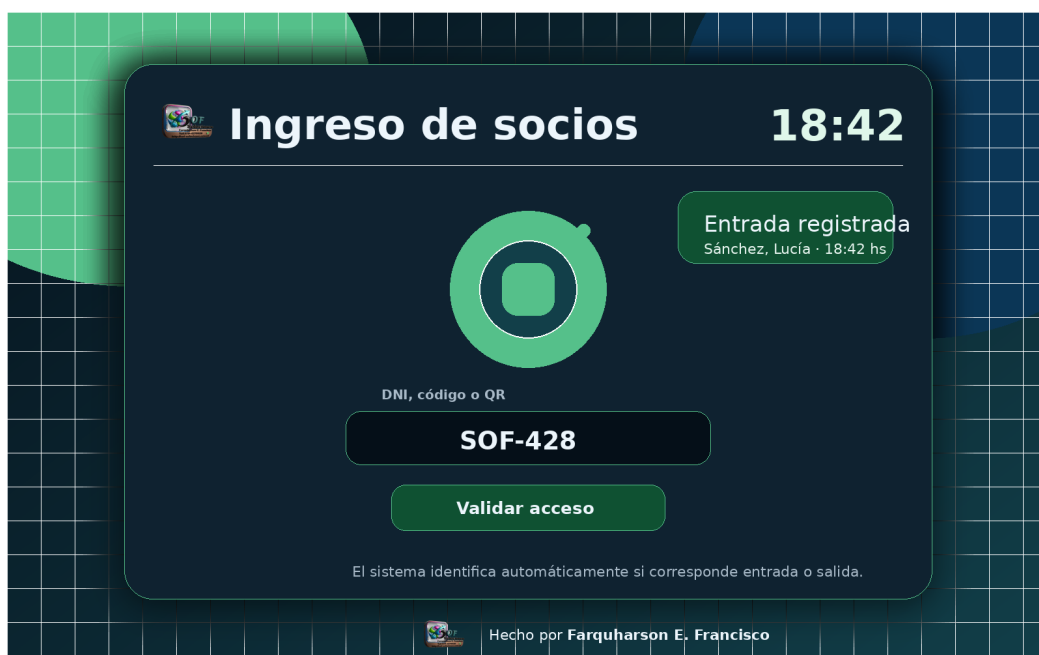 Ingreso de socios
18:42
Entrada registrada
Sánchez, Lucía · 18:42 hs
DNI, código o QR
SOF-428
Validar acceso
El sistema identifica automáticamente si corresponde entrada o salida.
Hecho por Farquharson E. Francisco